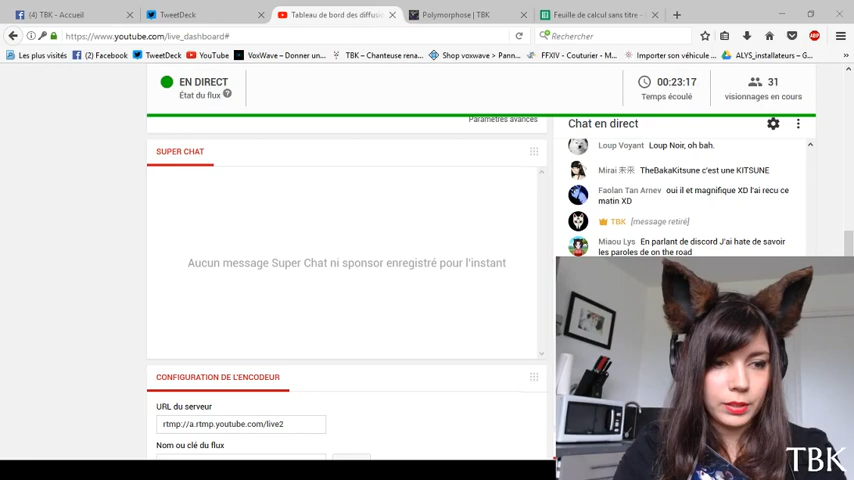 (4) TBK - Accueil
TweetDeck
Tableau de bord des diffusi
Polymorphose | TBK
Feuille de calcul sans titre -
https://www.youtube.com/live_dashboard#
Rechercher
Les plus visités
(2) Facebook
TweetDeck
YouTube
VoxWave – Donner un...
TBK – Chanteuse rena...
Shop voxwave > Pann...
FFXIV - Couturier - M...
Importer son véhicule ...
ALYS_installateurs – G...
EN DIRECT
État du flux
00:23:17
Temps écoulé
31
visionnages en cours
Paramètres avancés
Chat en direct
SUPER CHAT
Loup Voyant Loup Noir, oh bah.
Mirai 未来 TheBakaKitsune c'est une KITSUNE
Faolan Tan Arnev oui il et magnifique XD l'ai recu ce
matin XD
TBK [message retiré]
Miaou Lys En parlant de discord J'ai hate de savoir
les paroles de on the road
Aucun message Super Chat ni sponsor enregistré pour l'instant
CONFIGURATION DE L'ENCODEUR
URL du serveur
rtmp://a.rtmp.youtube.com/live2
Nom ou clé du flux
TBK